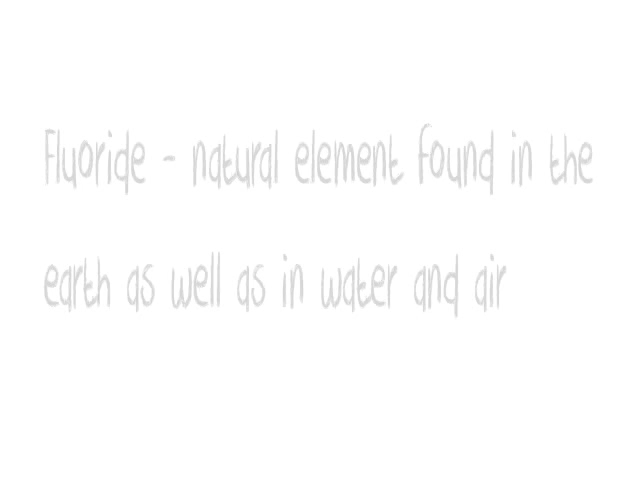 Fluoride - natural element found in the
earth as well as in water and air